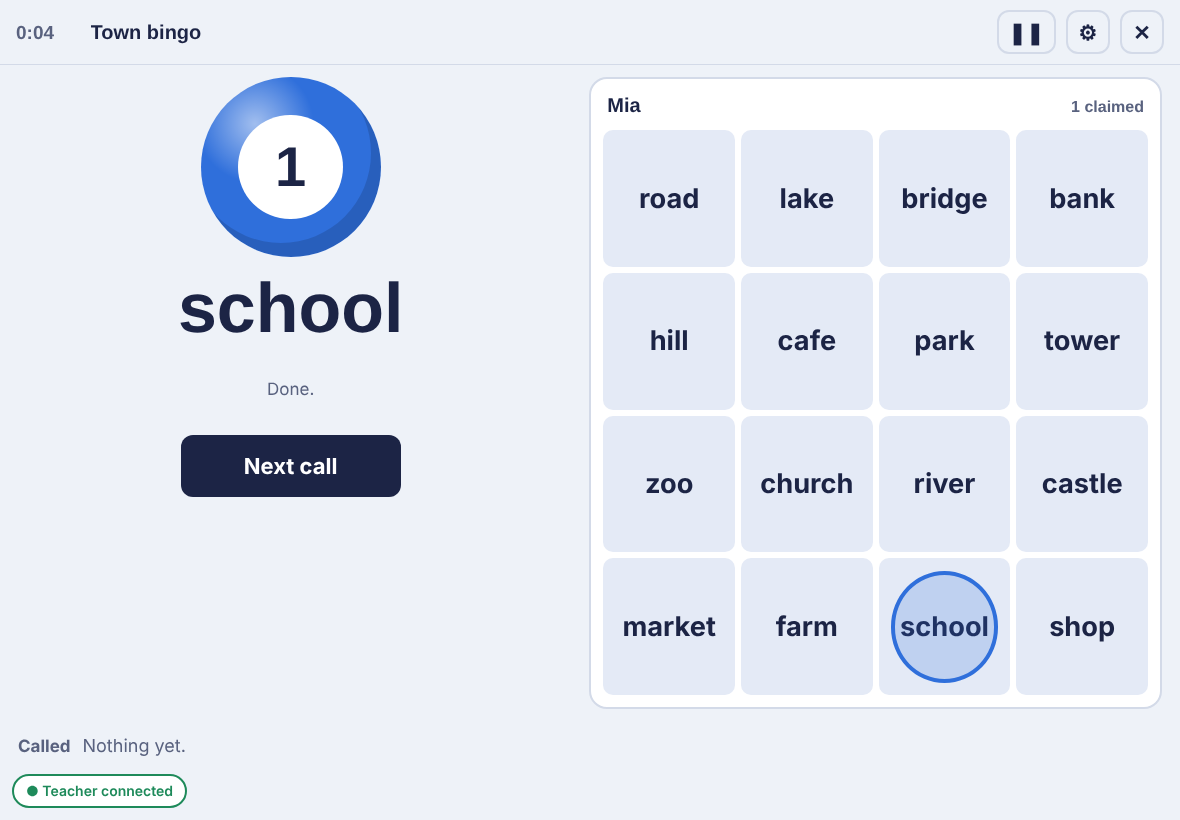 0:04 Town bingo
1
school
Done.
Next call
Mia 1 claimed
road lake bridge bank
hill cafe park tower
zoo church river castle
market farm school shop
Called Nothing yet.
Teacher connected